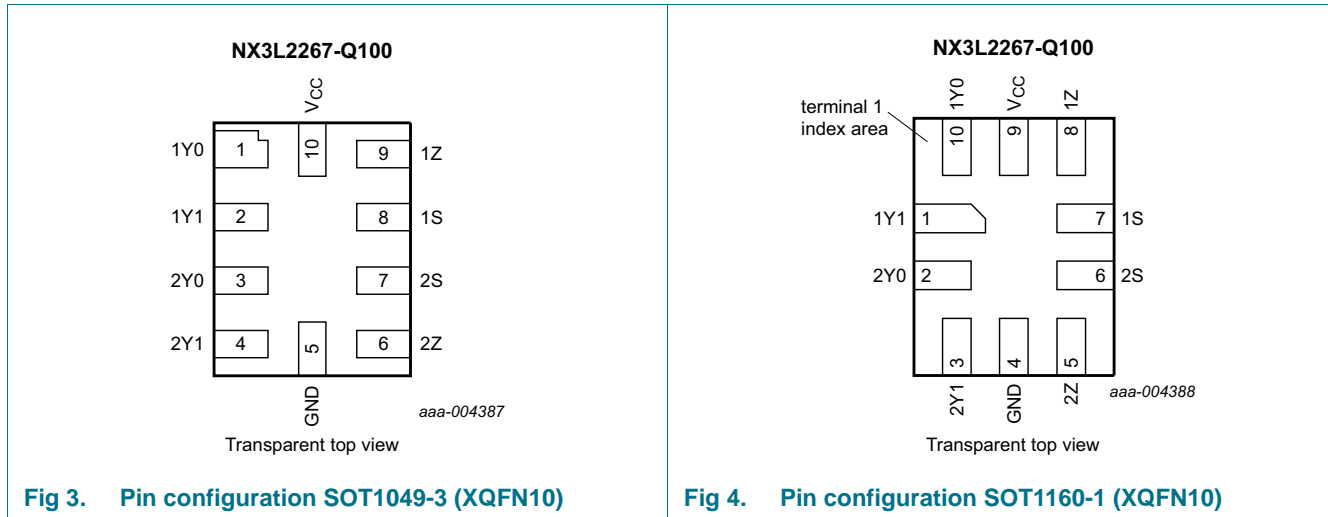 NX3L2267-Q100
VCC
1Y0 1 10 9 1Z
1Y1 2 8 1S
2Y0 3 7 2S
2Y1 4 5 6 2Z
GND
aaa-004387
Transparent top view
Fig 3. Pin configuration SOT1049-3 (XQFN10)
NX3L2267-Q100
1Y0 VCC 1Z
terminal 1
index area
10 9 8
1Y1 1 7 1S
2Y0 2 6 2S
3 4 5
2Y1 GND 2Z
aaa-004388
Transparent top view
Fig 4. Pin configuration SOT1160-1 (XQFN10)